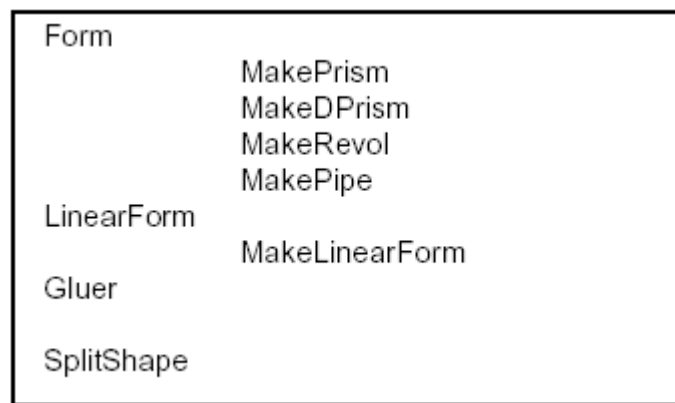 Form
MakePrism
MakeDPrism
MakeRevol
MakePipe
LinearForm
MakeLinearForm
Gluer
SplitShape